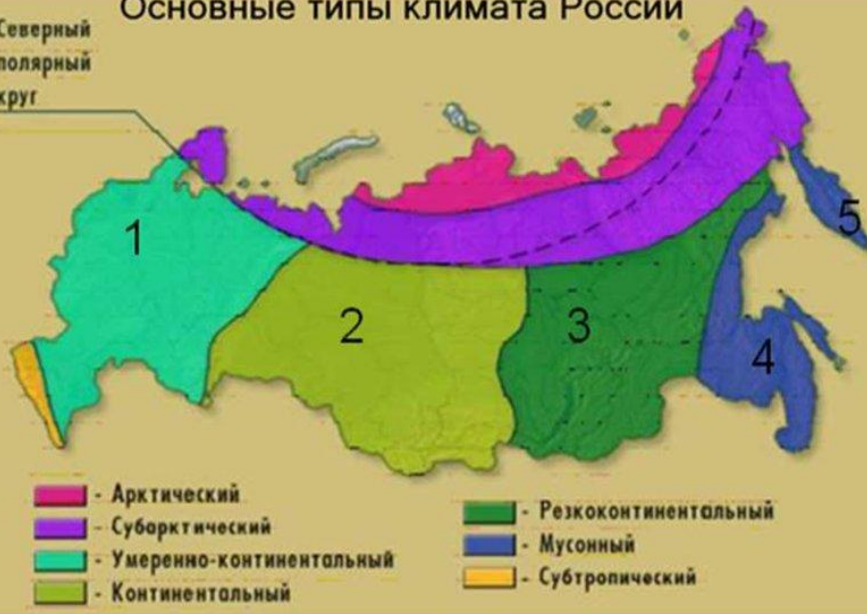 Основные типы климата России
Северный
полярный
круг
1
2
3
4
5
- Арктический
- Субарктический
- Умеренно-континентальный
- Континентальный
- Резкоконтинентальный
- Мусонный
- Субтропический